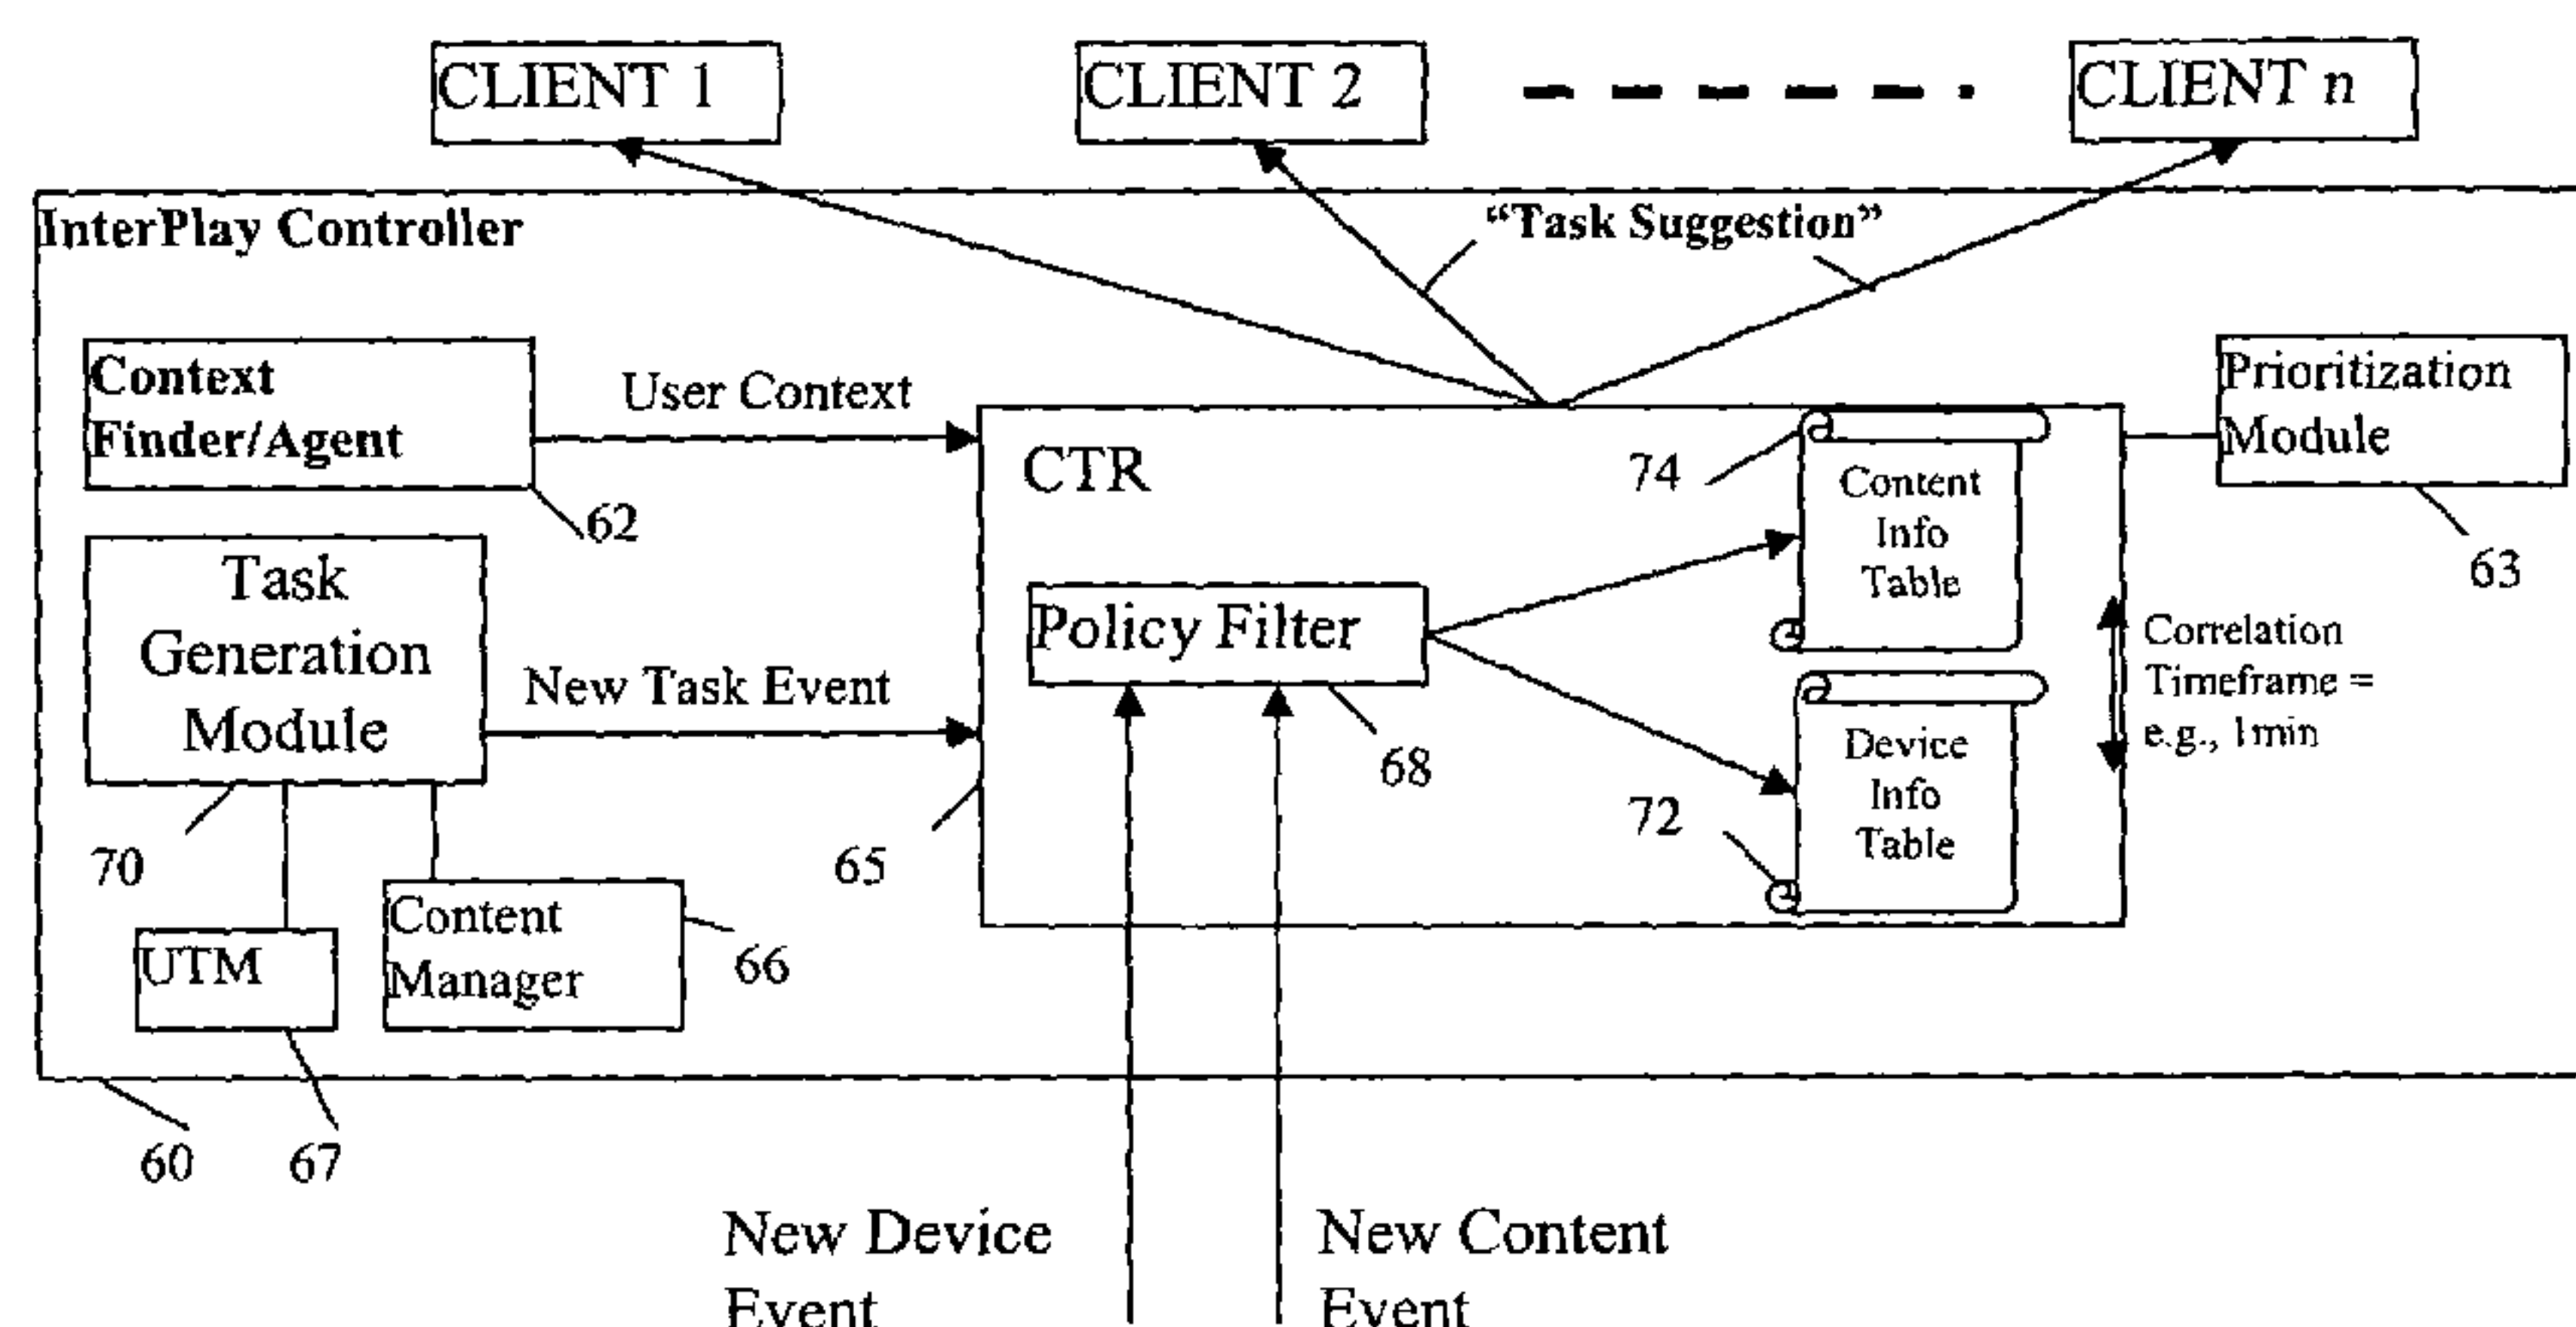 CLIENT 1
CLIENT 2
CLIENT n
InterPlay Controller
“Task Suggestion”
Context
Finder/Agent
User Context
62
CTR
74
Content
Info
Table
Prioritization
Module
63
Task
Generation
Module
New Task Event
Policy Filter
68
Correlation
Timeframe =
e.g., 1min
Device
Info
Table
72
70
65
UTM
Content
Manager
66
60
67
New Device
Event
New Content
Event